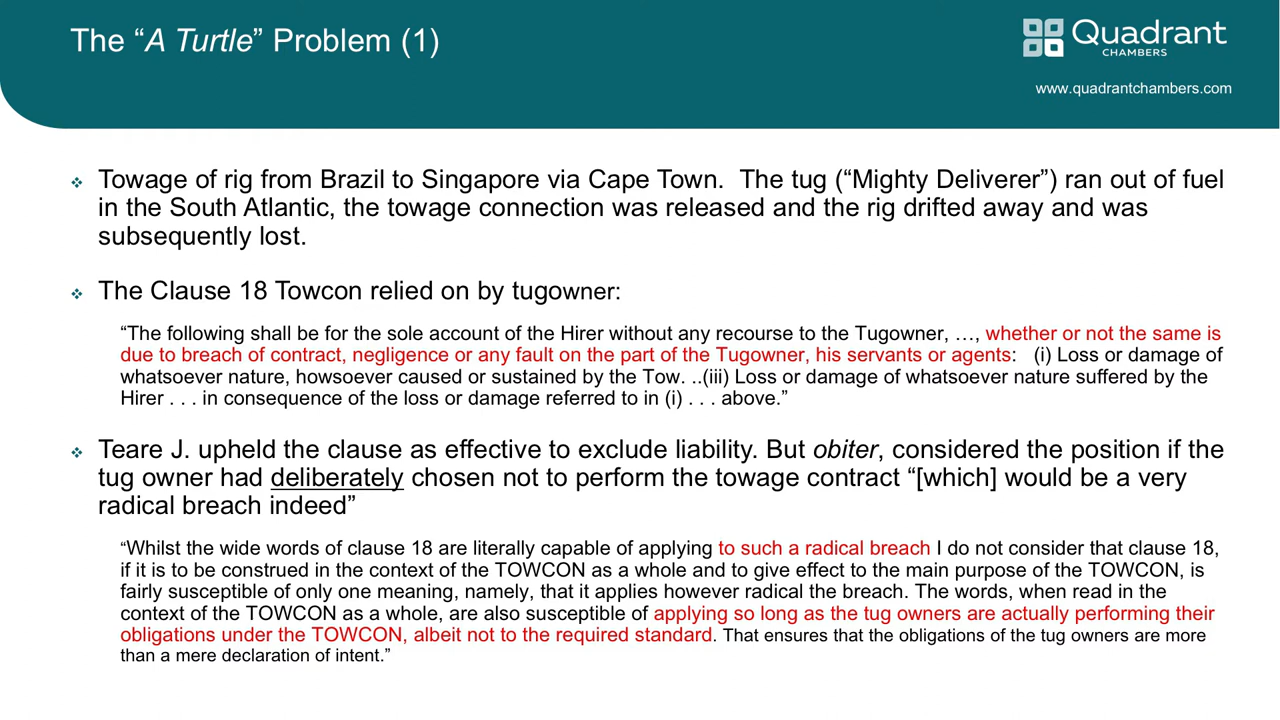 The “A Turtle” Problem (1)
Quadrant
CHAMBERS
www.quadrantchambers.com
Towage of rig from Brazil to Singapore via Cape Town.  The tug (“Mighty Deliverer”) ran out of fuel
in the South Atlantic, the towage connection was released and the rig drifted away and was
subsequently lost.
The Clause 18 Towcon relied on by tugowner:
“The following shall be for the sole account of the Hirer without any recourse to the Tugowner, …, whether or not the same is
due to breach of contract, negligence or any fault on the part of the Tugowner, his servants or agents:   (i) Loss or damage of
whatsoever nature, howsoever caused or sustained by the Tow. ..(iii) Loss or damage of whatsoever nature suffered by the
Hirer . . . in consequence of the loss or damage referred to in (i) . . . above.”
Teare J. upheld the clause as effective to exclude liability. But obiter, considered the position if the
tug owner had deliberately chosen not to perform the towage contract “[which] would be a very
radical breach indeed”
“Whilst the wide words of clause 18 are literally capable of applying to such a radical breach I do not consider that clause 18,
if it is to be construed in the context of the TOWCON as a whole and to give effect to the main purpose of the TOWCON, is
fairly susceptible of only one meaning, namely, that it applies however radical the breach. The words, when read in the
context of the TOWCON as a whole, are also susceptible of applying so long as the tug owners are actually performing their
obligations under the TOWCON, albeit not to the required standard. That ensures that the obligations of the tug owners are more
than a mere declaration of intent.”